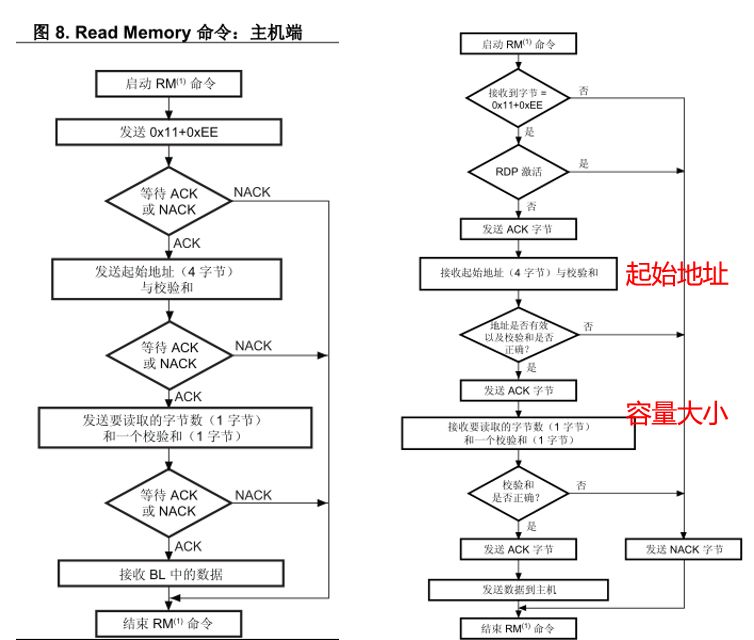 图 8. Read Memory 命令：主机端
启动 RM(1) 命令
发送 0x11+0xEE
等待 ACK
或 NACK
NACK
ACK
发送起始地址（4 字节）
与校验和
等待 ACK
或 NACK
NACK
ACK
发送要读取的字节数（1 字节）
和一个校验和（1 字节）
等待 ACK
或 NACK
NACK
ACK
接收 BL 中的数据
结束 RM(1) 命令
启动 RM(1) 命令
接收到字节 =
0x11+0xEE
否
是
RDP 激活
是
否
发送 ACK 字节
接收起始地址（4 字节）与校验和
起始地址
地址是否有效
以及校验和是否
正确？
否
是
发送 ACK 字节
接收要读取的字节数（1 字节）
和一个校验和（1 字节）
容量大小
校验和
是否正确？
否
是
发送 ACK 字节
发送 NACK 字节
发送数据到主机
结束 RM(1) 命令